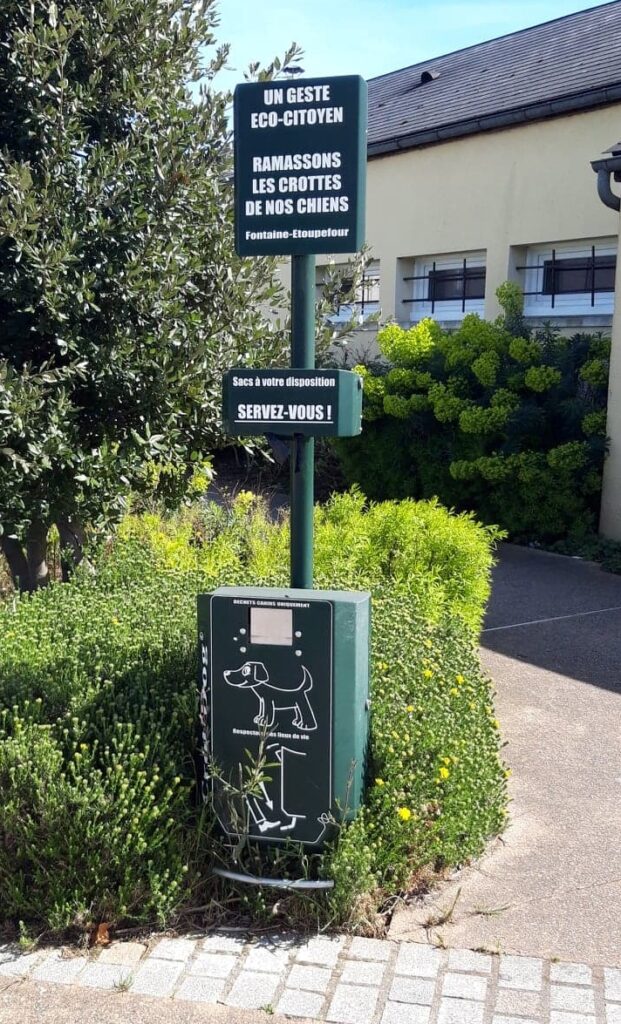 UN GESTE
ECO-CITOYEN
RAMASSONS
LES CROTTES
DE NOS CHIENS
Fontaine-Etoupefour
Sacs à votre disposition
SERVEZ-VOUS !
DECHETS CANINS UNIQUEMENT
Respectons les lieux de vie